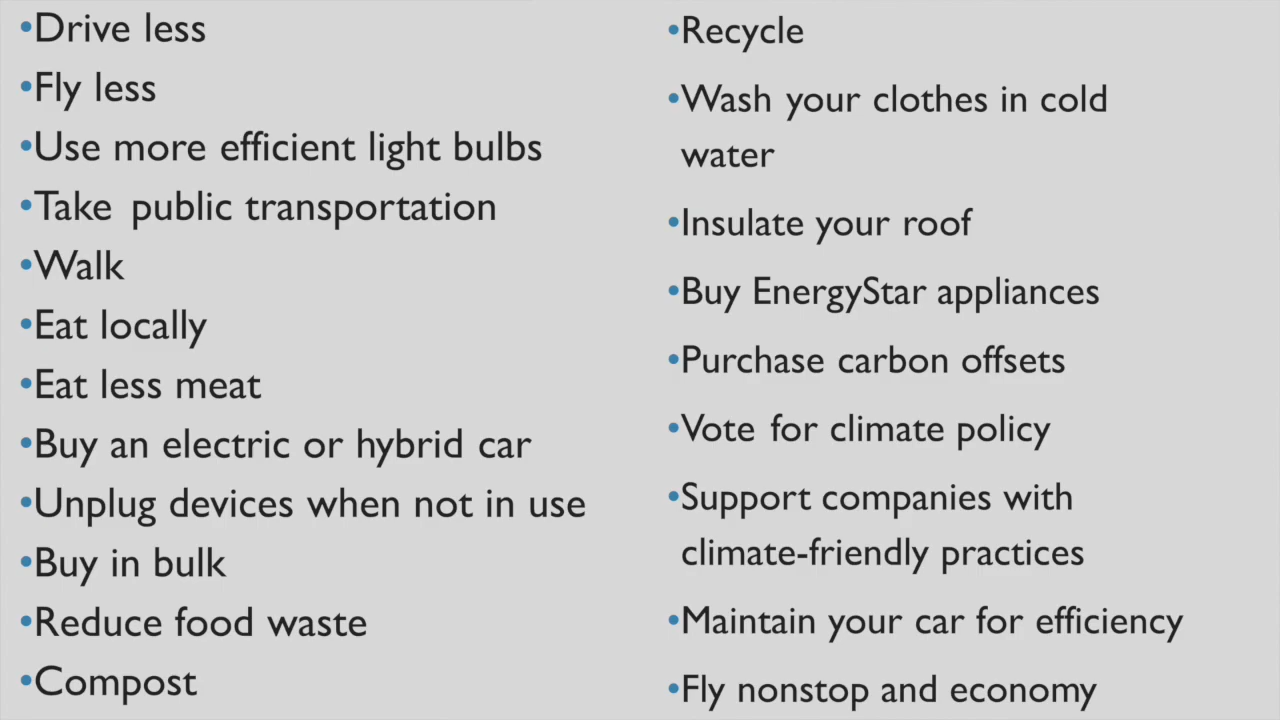 •Drive less
•Fly less
•Use more efficient light bulbs
•Take public transportation
•Walk
•Eat locally
•Eat less meat
•Buy an electric or hybrid car
•Unplug devices when not in use
•Buy in bulk
•Reduce food waste
•Compost
•Recycle
•Wash your clothes in cold
water
•Insulate your roof
•Buy EnergyStar appliances
•Purchase carbon offsets
•Vote for climate policy
•Support companies with
climate-friendly practices
•Maintain your car for efficiency
•Fly nonstop and economy